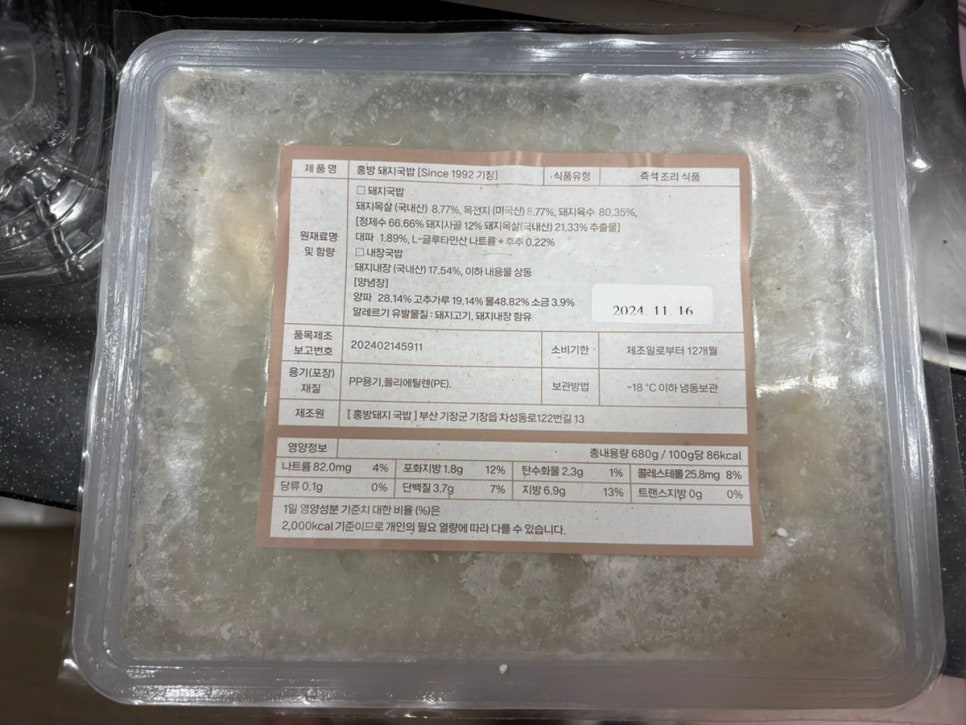 제 품 명 홍방 돼지국밥 [Since 1992 기장] 식품유형 즉석조리 식품
원재료명 및 함량
□ 돼지국밥
돼지목살 (국내산) 8.77%, 목전지 (미국산) 8.77%, 돼지육수 80.35%,
[정제수 66.66% 돼지사골 12% 돼지목살(국내산) 21.33% 추출물]
대파 1.89%, L-글루타민산 나트륨 + 후추 0.22%
□ 내장국밥
돼지내장 (국내산) 17.54%, 이하 내용물 상동
[양념장]
양파 28.14% 고추가루 19.14% 물48.82% 소금 3.9%
알레르기 유발물질 : 돼지고기, 돼지내장 함유
2024. 11. 16
품목제조 보고번호 202402145911 소비기한 제조일로부터 12개월
용기(포장) 재질 PP용기,폴리에틸렌(PE). 보관방법 -18 °C 이하 냉동보관
제조원 [ 홍방돼지 국밥 ] 부산 기장군 기장읍 차성동로122번길 13
영양정보 총내용량 680g / 100g당 86kcal
나트륨 82.0mg 4% 포화지방 1.8g 12% 탄수화물 2.3g 1% 콜레스테롤 25.8mg 8%
당류 0.1g 0% 단백질 3.7g 7% 지방 6.9g 13% 트랜스지방 0g 0%
1일 영양성분 기준치 대한 비율 (%)은
2,000kcal 기준이므로 개인의 필요 열량에 따라 다를 수 있습니다.